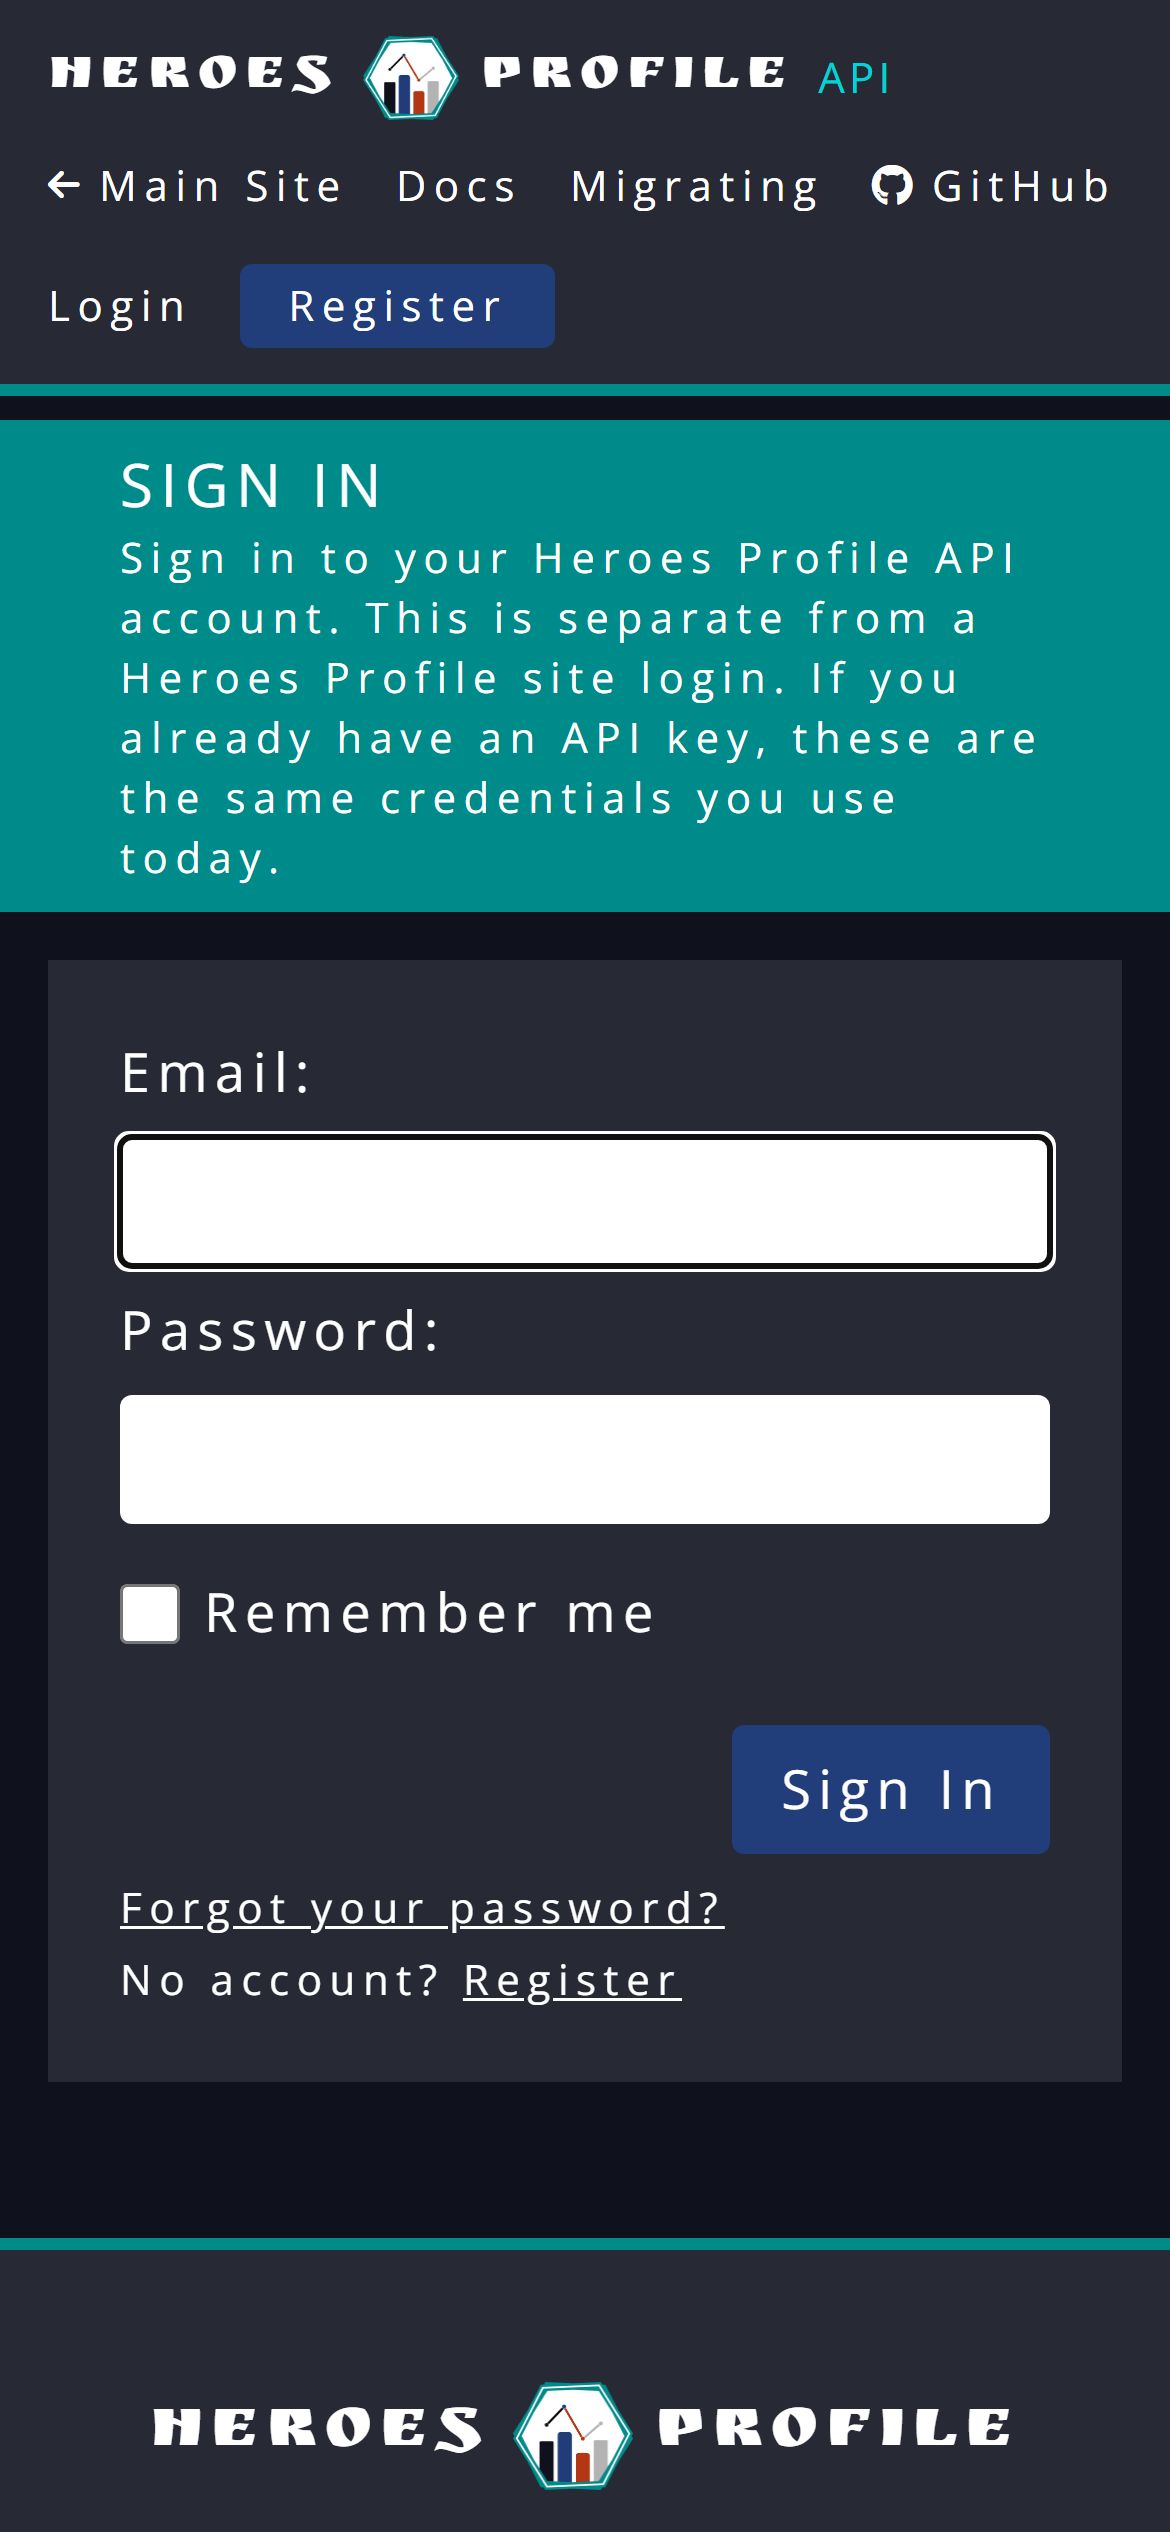 HEROES PROFILE API
Main Site Docs Migrating GitHub
Login Register
SIGN IN
Sign in to your Heroes Profile API
account. This is separate from a
Heroes Profile site login. If you
already have an API key, these are
the same credentials you use
today.
Email:
Password:
Remember me
Sign In
Forgot your password?
No account? Register
HEROES PROFILE